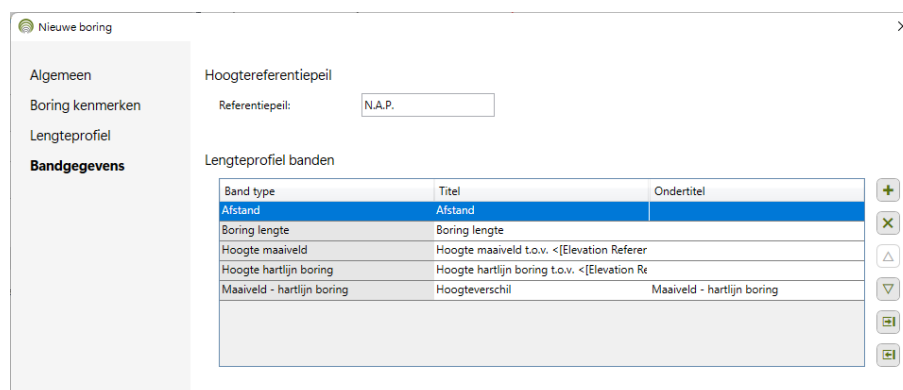 Nieuwe boring
Algemeen
Boring kenmerken
Lengteprofiel
Bandgegevens
Hoogtereferentiepeil
Referentiepeil: N.A.P.
Lengteprofiel banden
Band type Titel Ondertitel
Afstand Afstand
Boring lengte Boring lengte
Hoogte maaiveld Hoogte maaiveld t.o.v. <[Elevation Referer
Hoogte hartlijn boring Hoogte hartlijn boring t.o.v. <[Elevation Re
Maaiveld - hartlijn boring Hoogteverschil Maaiveld - hartlijn boring